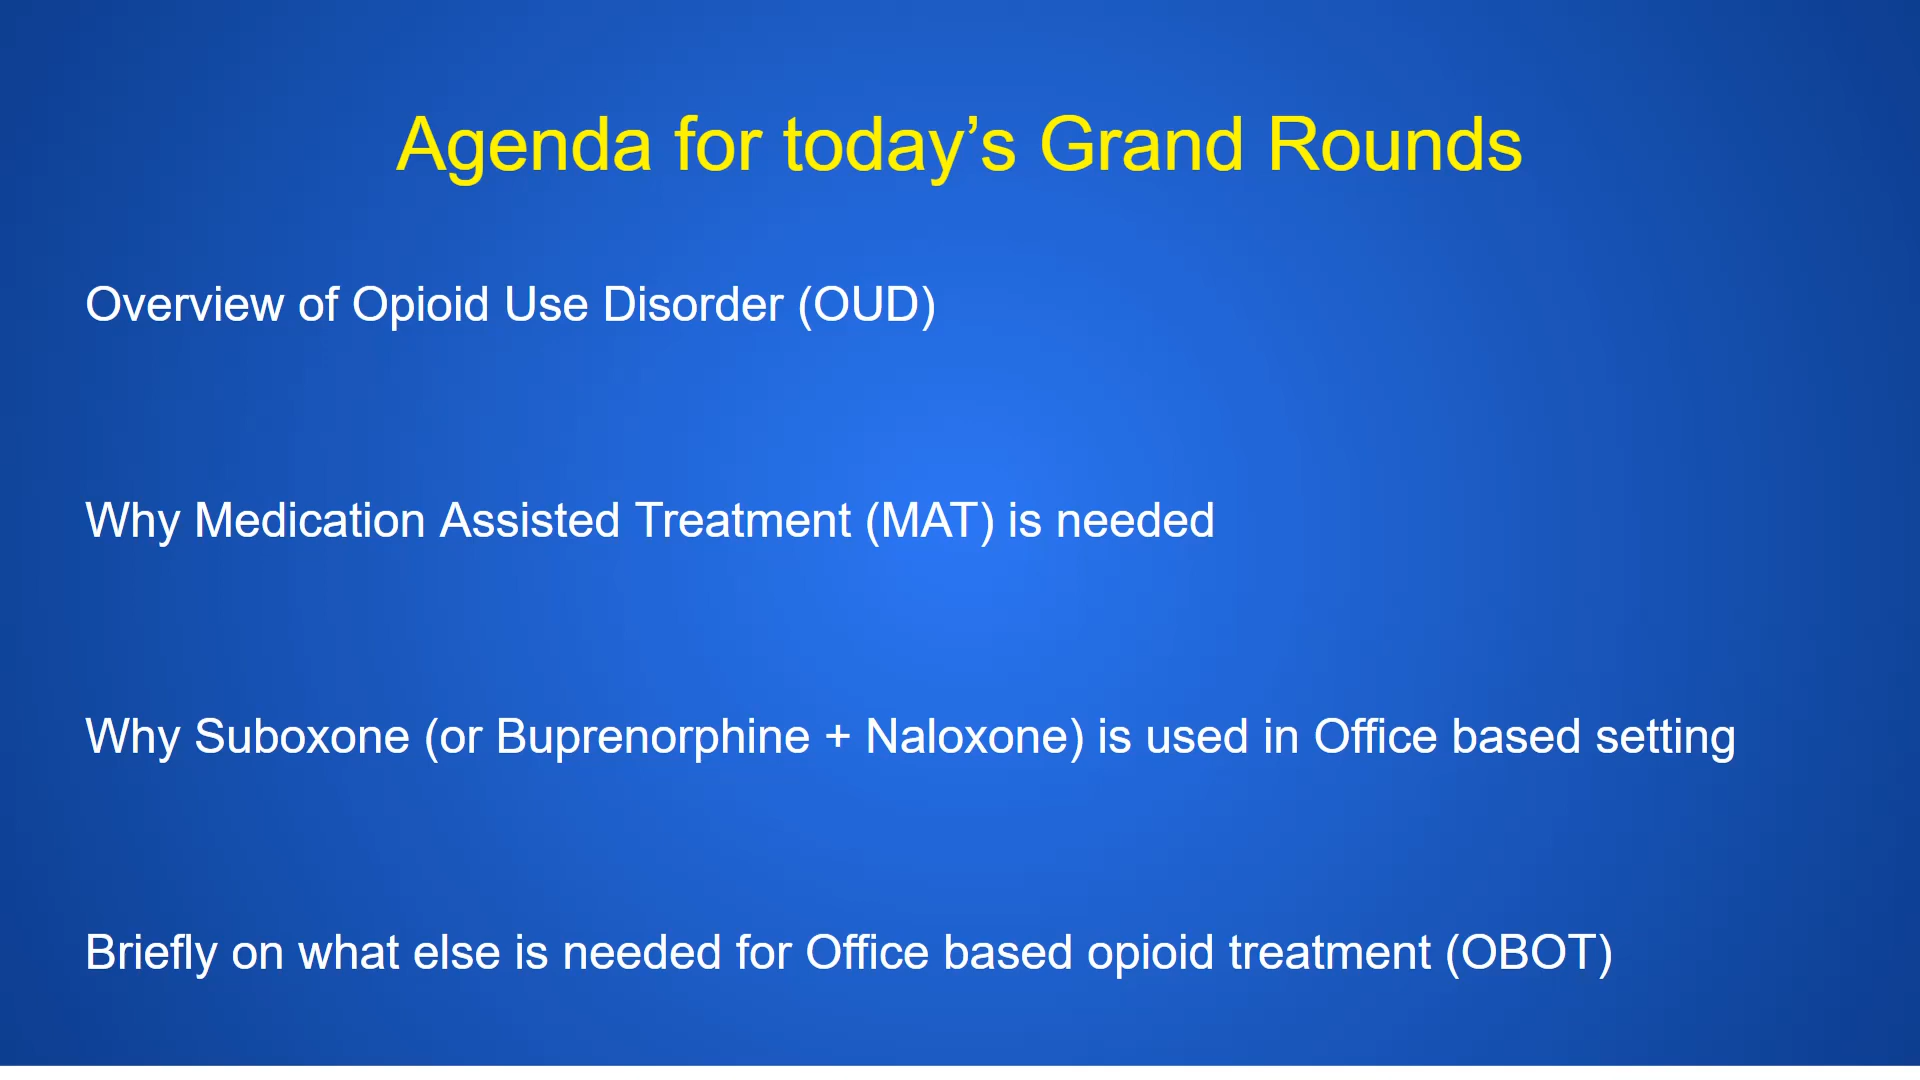 Agenda for today’s Grand Rounds
Overview of Opioid Use Disorder (OUD)
Why Medication Assisted Treatment (MAT) is needed
Why Suboxone (or Buprenorphine + Naloxone) is used in Office based setting
Briefly on what else is needed for Office based opioid treatment (OBOT)